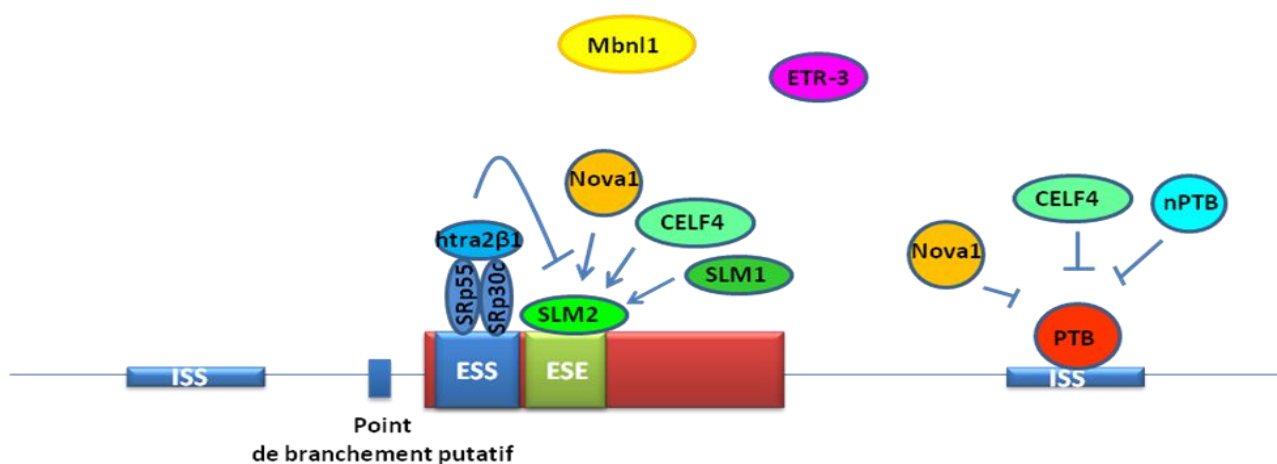 Mbnl1
ETR-3
Nova1
CELF4
nPTB
htra2β1
CELF4
Nova1
SRp55
SRp30c
SLM1
SLM2
PTB
ISS
ESS
ESE
ISS
Point
de branchement putatif